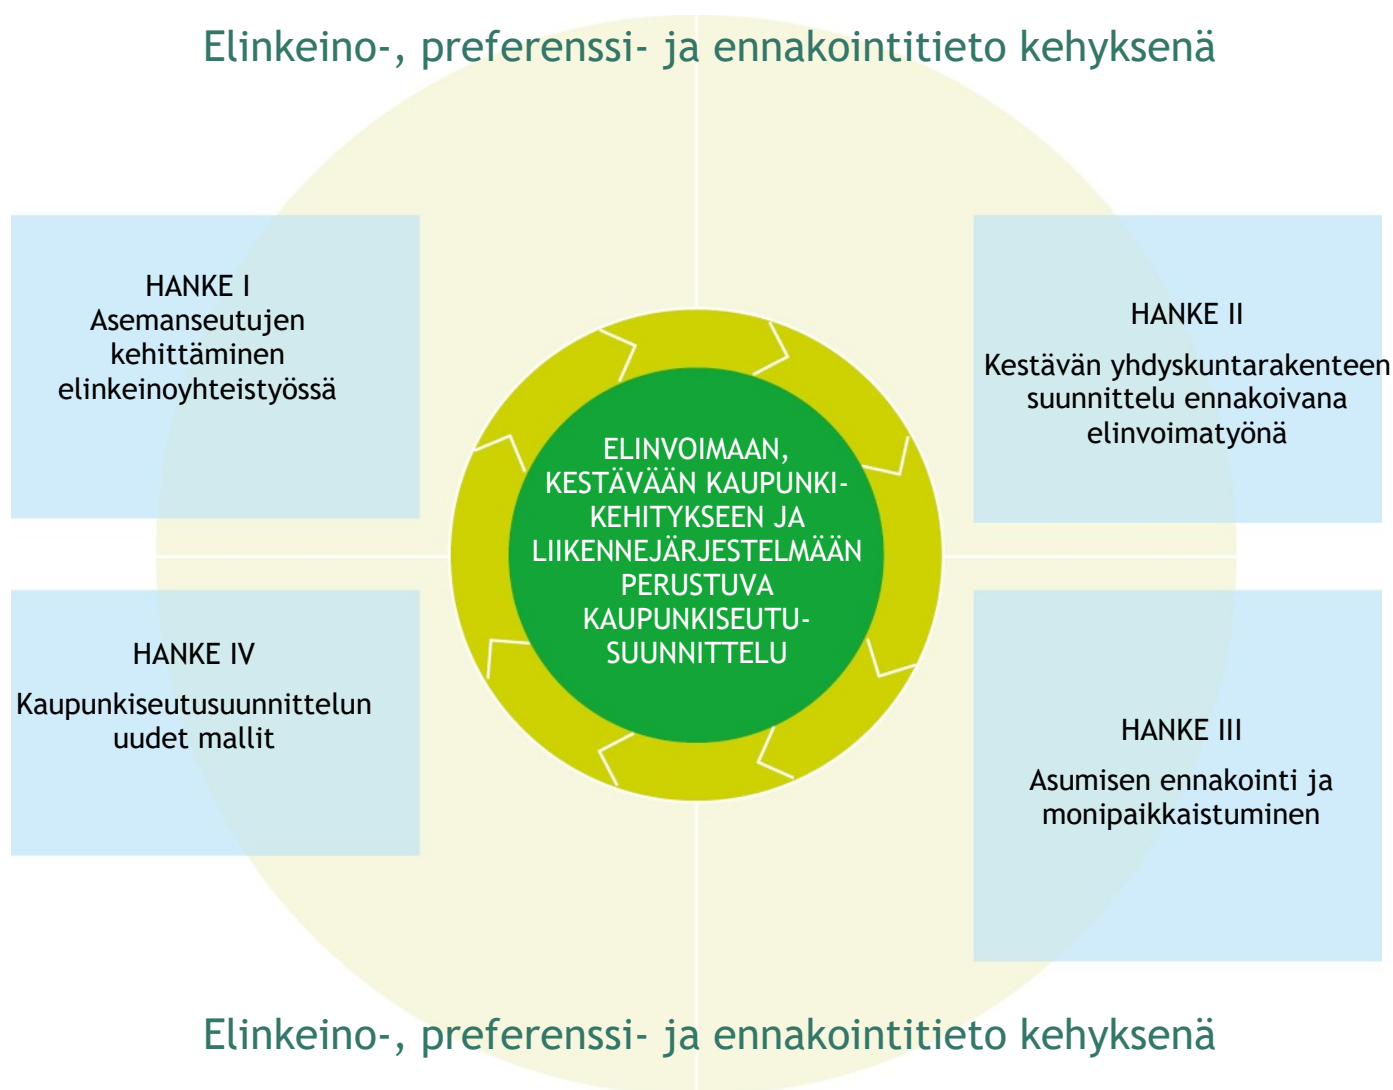 Elinkeino-, preferenssi- ja ennakointitieto kehyksenä
HANKE I
Asemanseutujen
kehittäminen
elinkeinoyhteistyössä
HANKE II
Kestävän yhdyskuntarakenteen
suunnittelu ennakoivana
elinvoimatyönä
ELINVOIMAAN,
KESTÄVÄÄN KAUPUNKI-
KEHITYKSEEN JA
LIIKENNEJÄRJESTELMÄÄN
PERUSTUVA
KAUPUNKISEUTU-
SUUNNITTELU
HANKE IV
Kaupunkiseutusuunnittelun
uudet mallit
HANKE III
Asumisen ennakointi ja
monipaikkaistuminen
Elinkeino-, preferenssi- ja ennakointitieto kehyksenä